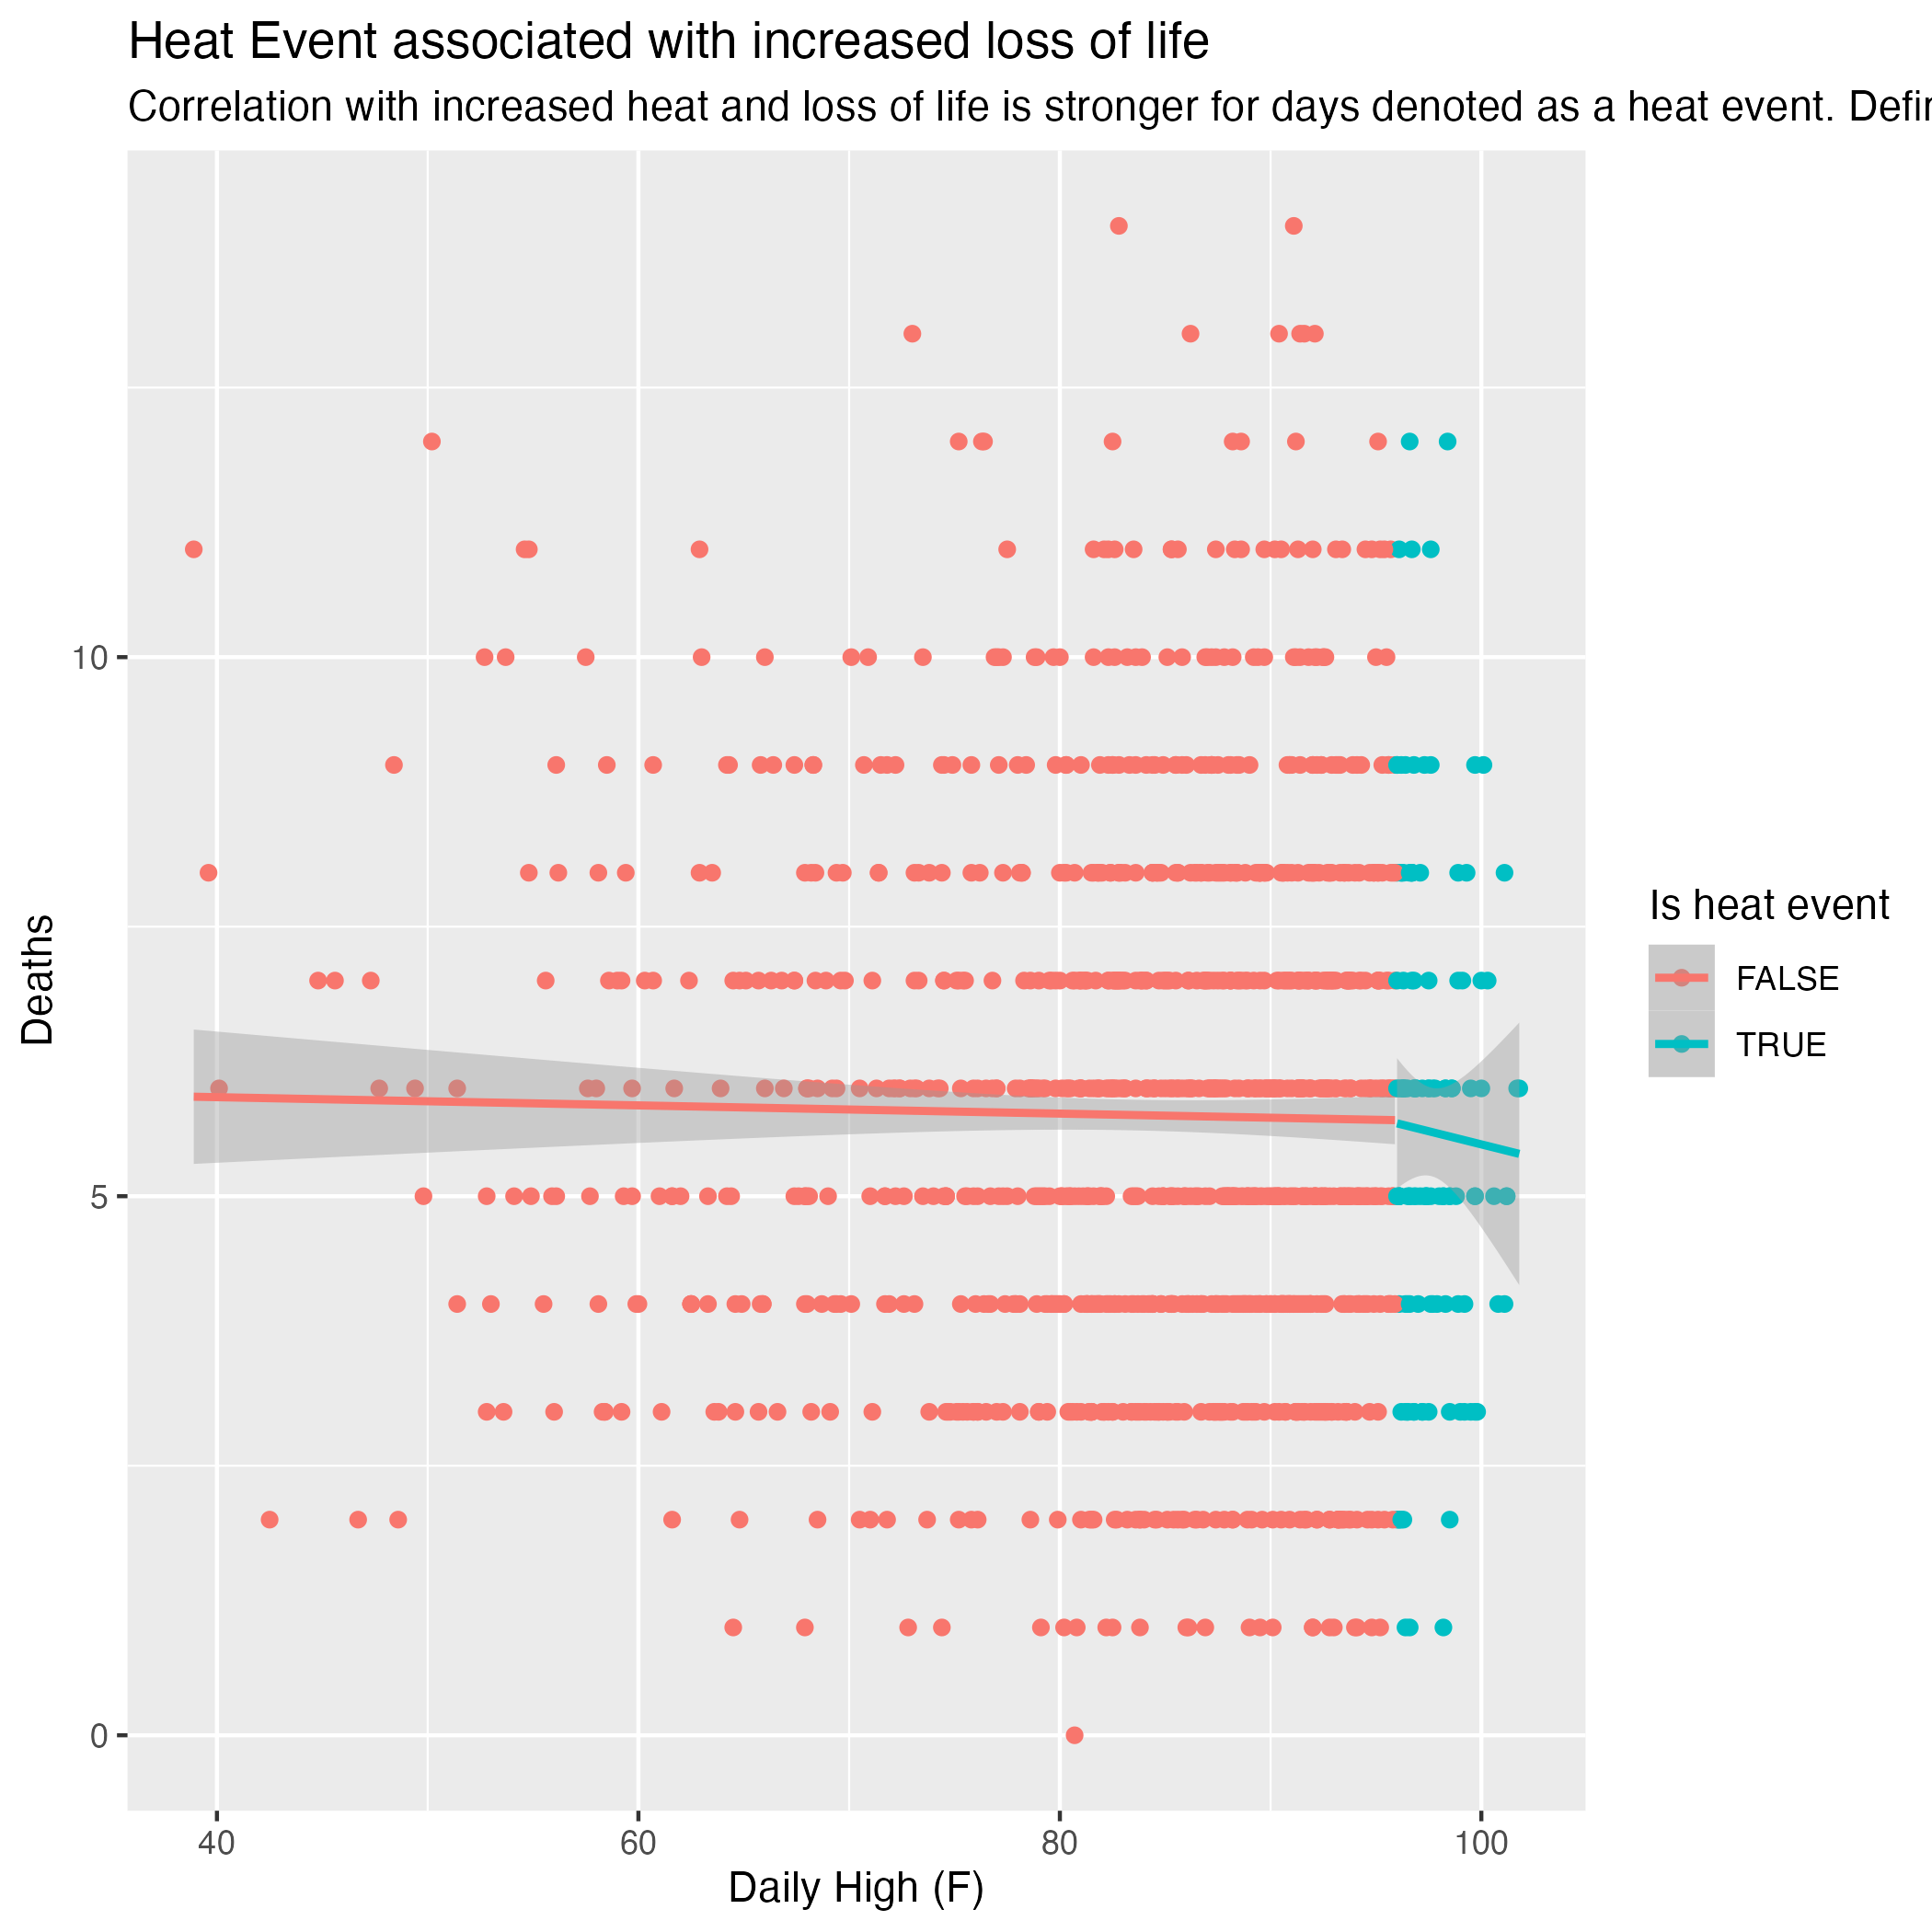 Heat Event associated with increased loss of life
Correlation with increased heat and loss of life is stronger for days denoted as a heat event.
10
5
0
Deaths
40
60
80
100
Daily High (F)
Is heat event
FALSE
TRUE